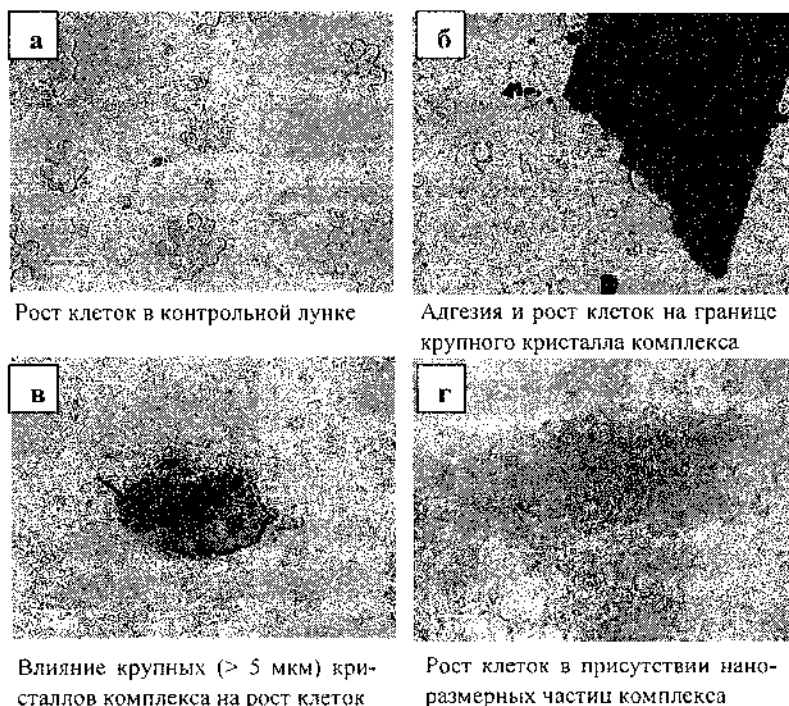 а
б
Рост клеток в контрольной лунке
Адгезия и рост клеток на границе
крупного кристалла комплекса
в
г
Влияние крупных (> 5 мкм) кри-
сталлов комплекса на рост клеток
Рост клеток в присутствии нано-
размерных частиц комплекса